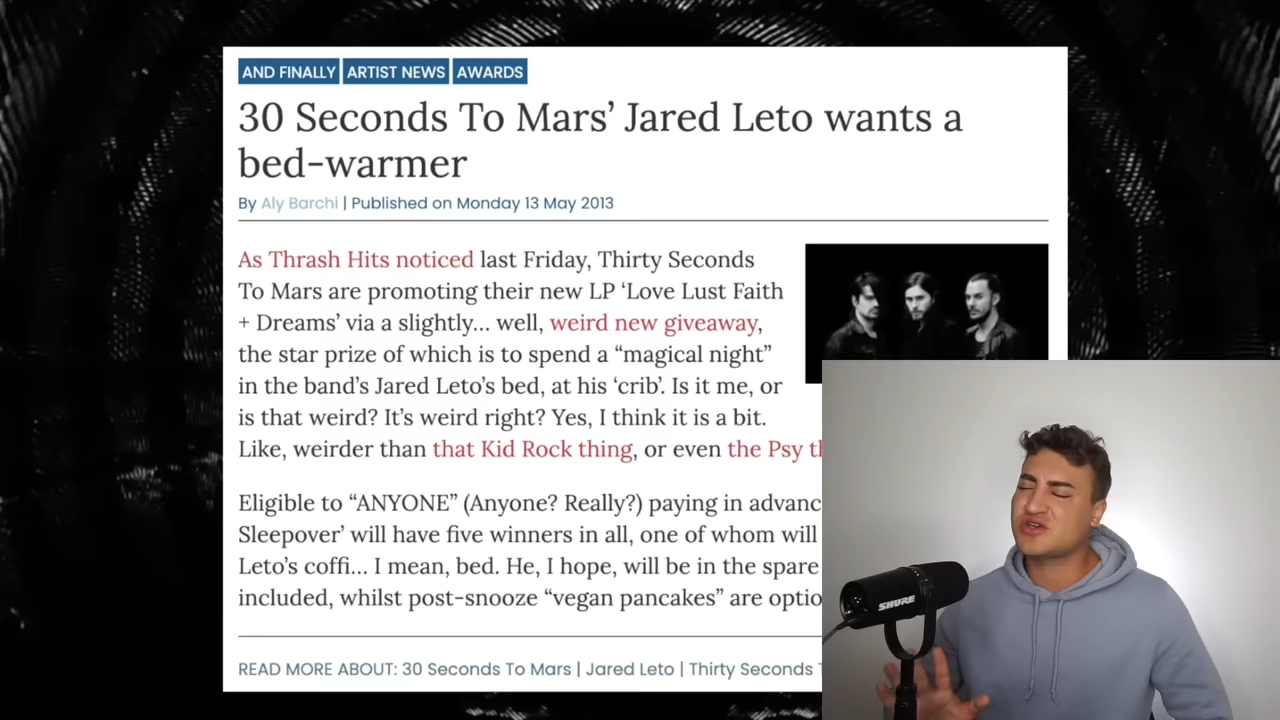 AND FINALLY ARTIST NEWS AWARDS
30 Seconds To Mars’ Jared Leto wants a
bed-warmer
By Aly Barchi | Published on Monday 13 May 2013
As Thrash Hits noticed last Friday, Thirty Seconds
To Mars are promoting their new LP ‘Love Lust Faith
+ Dreams’ via a slightly… well, weird new giveaway,
the star prize of which is to spend a “magical night”
in the band’s Jared Leto’s bed, at his ‘crib’. Is it me, or
is that weird? It’s weird right? Yes, I think it is a bit.
Like, weirder than that Kid Rock thing, or even the Psy
Eligible to “ANYONE” (Anyone? Really?) paying in
Sleepover’ will have five winners in all, one of whom will
Leto’s coffi… I mean, bed. He, I hope, will be in the spare
included, whilst post-snooze “vegan pancakes” are
READ MORE ABOUT: 30 Seconds To Mars | Jared Leto | Thirty Seconds
SHURE